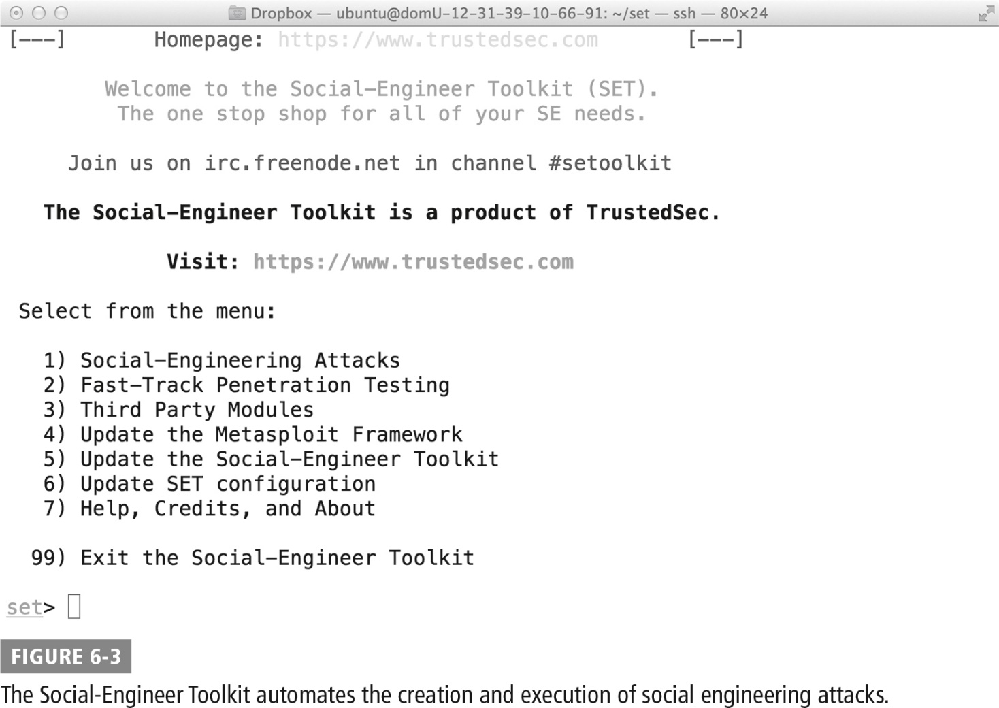 Dropbox — ubuntu@domU-12-31-39-10-66-91: ~/set — ssh — 80×24
[---] Homepage: https://www.trustedsec.com [---]
Welcome to the Social-Engineer Toolkit (SET).
The one stop shop for all of your SE needs.
Join us on irc.freenode.net in channel #setoolkit
The Social-Engineer Toolkit is a product of TrustedSec.
Visit: https://www.trustedsec.com
Select from the menu:
1) Social-Engineering Attacks
2) Fast-Track Penetration Testing
3) Third Party Modules
4) Update the Metasploit Framework
5) Update the Social-Engineer Toolkit
6) Update SET configuration
7) Help, Credits, and About
99) Exit the Social-Engineer Toolkit
set>
FIGURE 6-3
The Social-Engineer Toolkit automates the creation and execution of social engineering attacks.